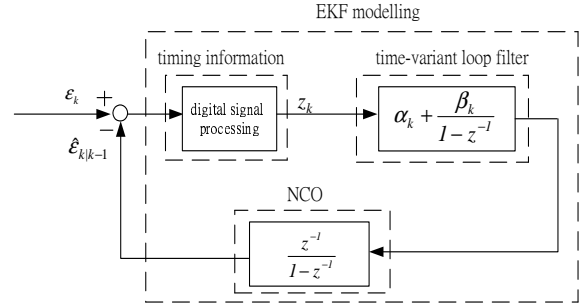 EKF modelling
timing information
time-variant loop filter
ε_k
+
−
ε̂_{k|k-1}
digital signal
processing
z_k
α_k + β_k / (1- z^{-1})
NCO
z^{-1} / (1- z^{-1})